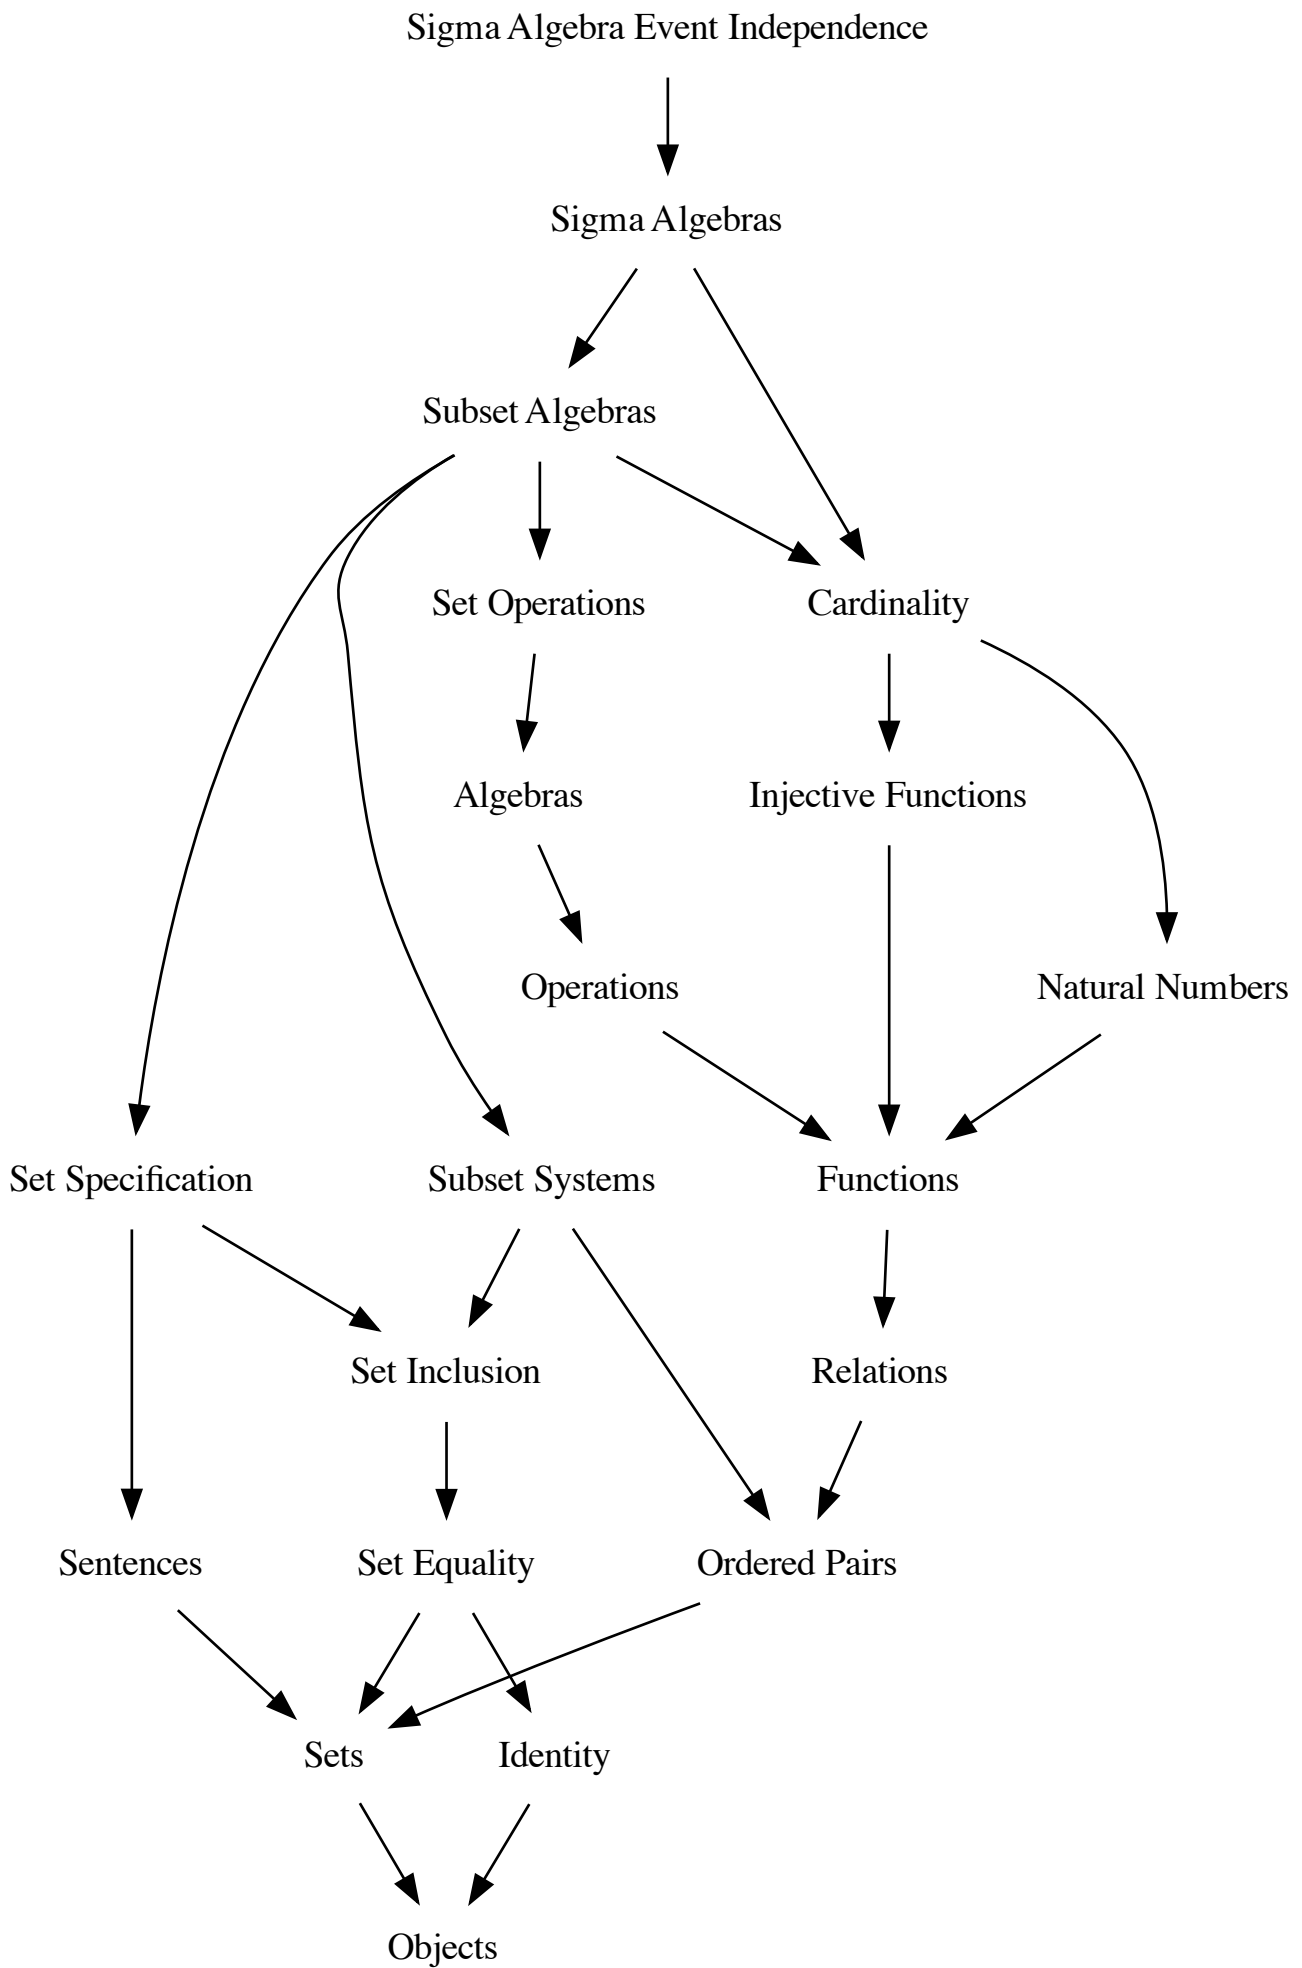 Sigma Algebra Event Independence
Sigma Algebras
Subset Algebras
Set Operations
Cardinality
Algebras
Injective Functions
Operations
Natural Numbers
Set Specification
Subset Systems
Functions
Set Inclusion
Relations
Sentences
Set Equality
Ordered Pairs
Sets
Identity
Objects